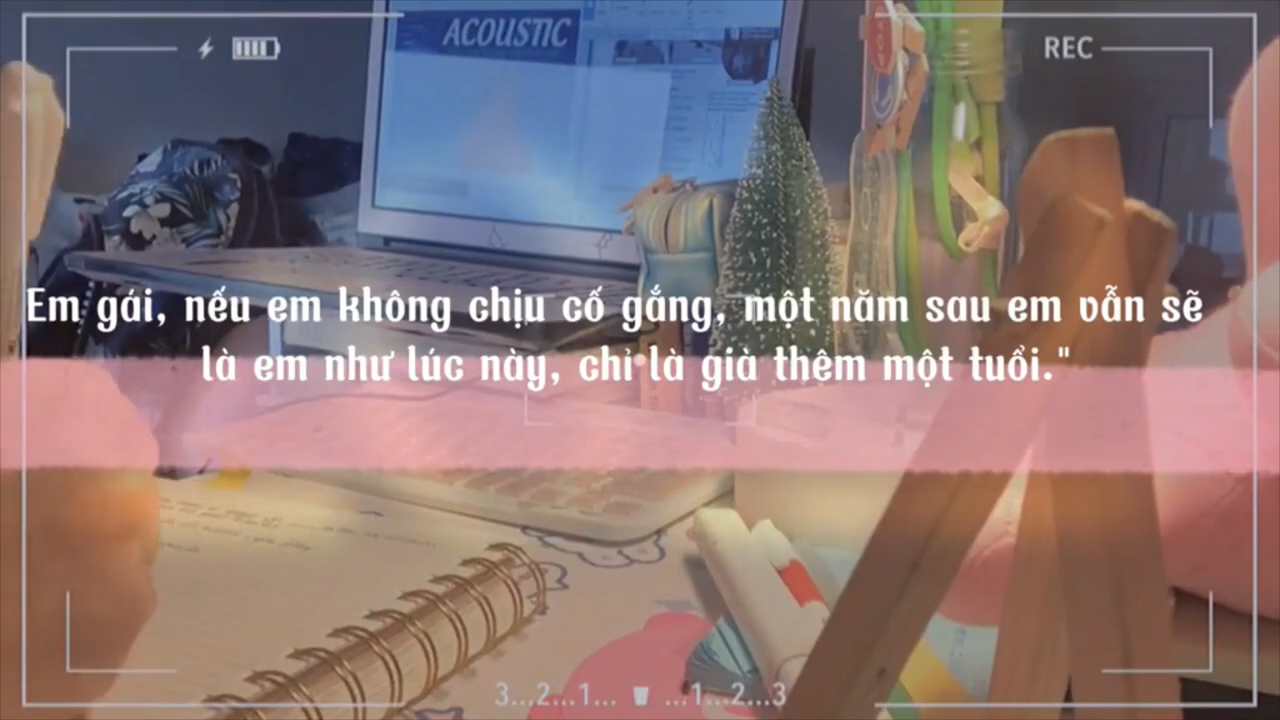 ACOUSTIC
REC
Em gái, nếu em không chịu cố gắng, một năm sau em vẫn sẽ
là em như lúc này, chỉ là già thêm một tuổi."
3...2...1... ...1...2...3